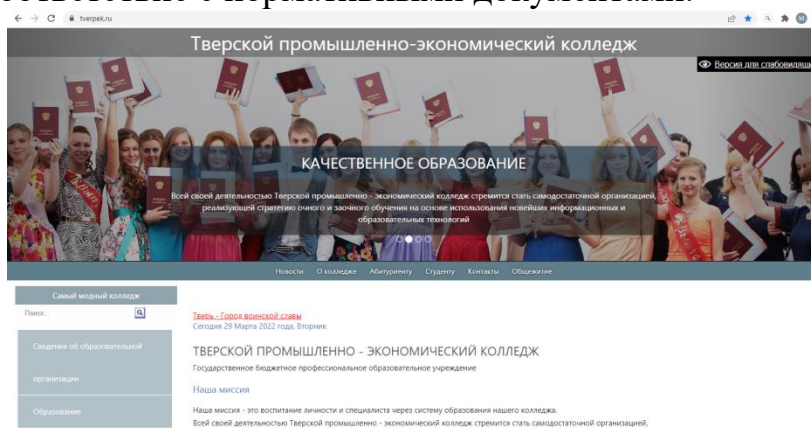 соответствие с нормативными документами.
tverpek.ru
Тверской промышленно-экономический колледж
Версия для слабовидящи
КАЧЕСТВЕННОЕ ОБРАЗОВАНИЕ
Всей своей деятельностью Тверской промышленно - экономический колледж стремится стать самодостаточной организацией,
реализующей стратегию очного и заочного обучения на основе использования новейших информационных и
образовательных технологий
Новости О колледже Абитуриенту Студенту Контакты Общежитие
Самый модный колледж
Поиск...
Тверь - Город воинской славы
Сегодня 29 Марта 2022 года, Вторник
Сведения об образовательной
организации
Образование
ТВЕРСКОЙ ПРОМЫШЛЕННО - ЭКОНОМИЧЕСКИЙ КОЛЛЕДЖ
Государственное бюджетное профессиональное образовательное учреждение
Наша миссия
Наша миссия - это воспитание личности и специалиста через систему образования нашего колледжа.
Всей своей деятельностью Тверской промышленно - экономический колледж стремится стать самодостаточной организацией,